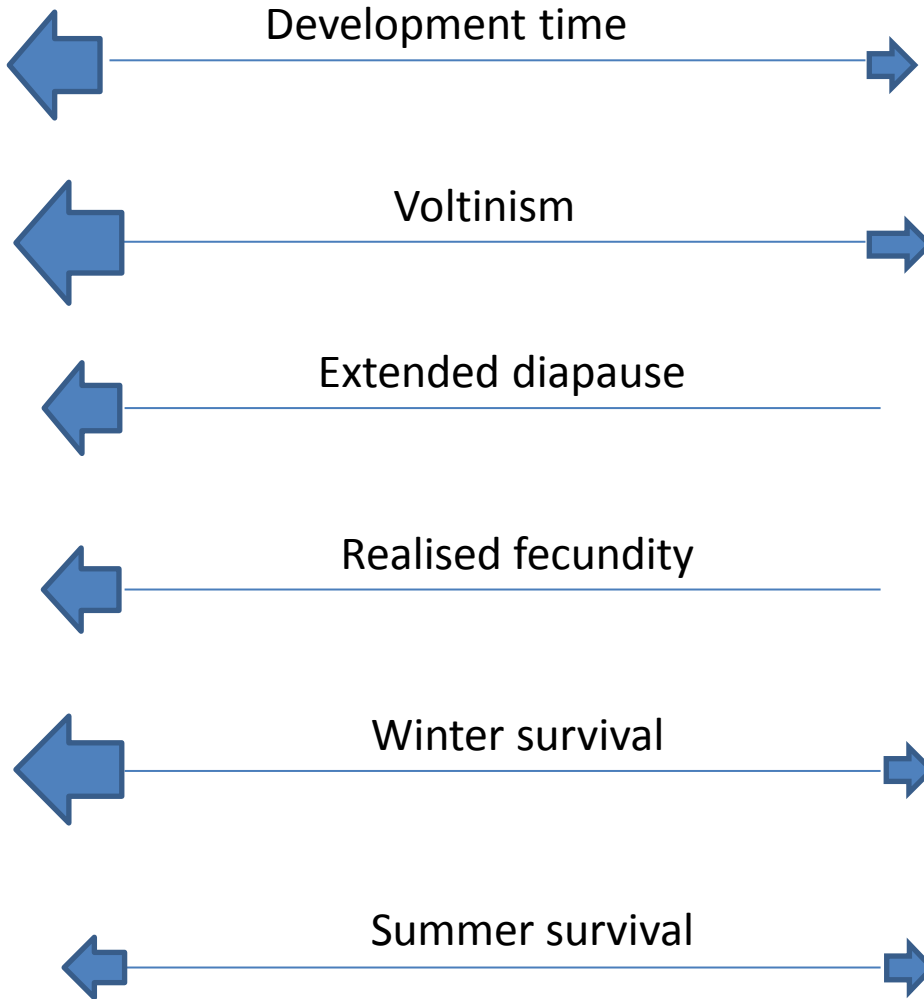 Development time
Voltinism
Extended diapause
Realised fecundity
Winter survival
Summer survival